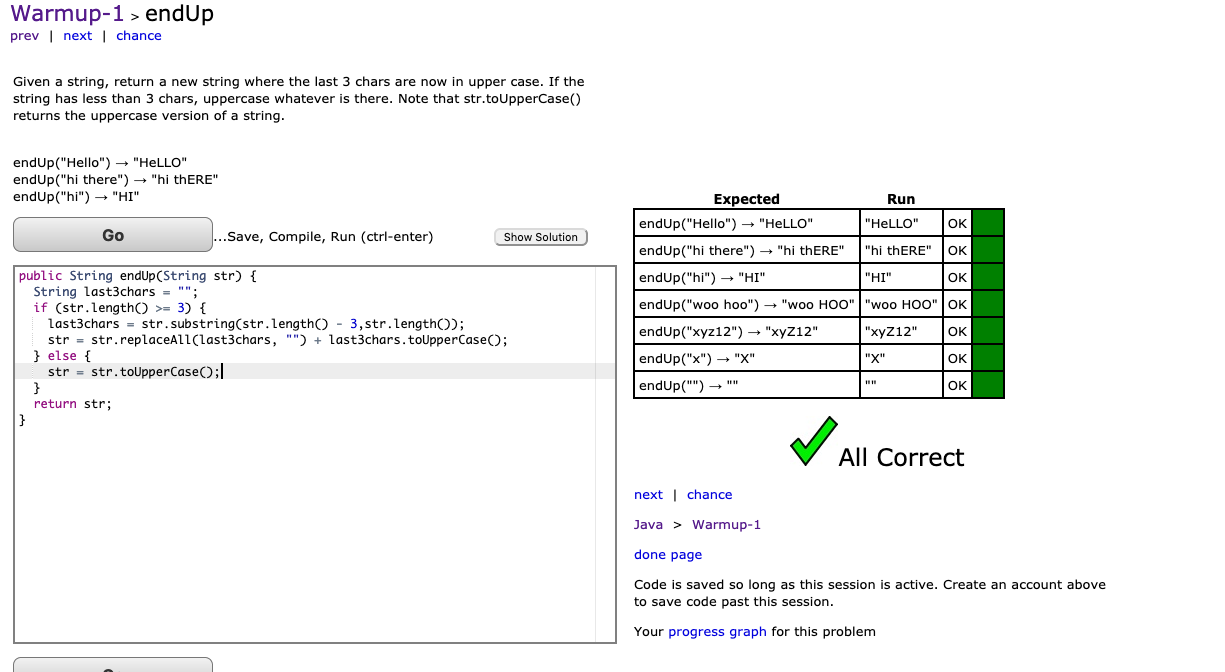 Warmup-1 > endUp
prev | next | chance
Given a string, return a new string where the last 3 chars are now in upper case. If the
string has less than 3 chars, uppercase whatever is there. Note that str.toUpperCase()
returns the uppercase version of a string.
endUp("Hello") → "HeLLO"
endUp("hi there") → "hi thERE"
endUp("hi") → "HI"
Go ...Save, Compile, Run (ctrl-enter) Show Solution
public String endUp(String str) {
  String last3chars = "";
  if (str.length() >= 3) {
    last3chars = str.substring(str.length() - 3,str.length());
    str = str.replaceAll(last3chars, "") + last3chars.toUpperCase();
  } else {
    str = str.toUpperCase();
  }
  return str;
}
Expected Run
endUp("Hello") → "HeLLO" "HeLLO" OK
endUp("hi there") → "hi thERE" "hi thERE" OK
endUp("hi") → "HI" "HI" OK
endUp("woo hoo") → "woo HOO" "woo HOO" OK
endUp("xyz12") → "xyZ12" "xyZ12" OK
endUp("x") → "X" "X" OK
endUp("") → "" "" OK
All Correct
next | chance
Java > Warmup-1
done page
Code is saved so long as this session is active. Create an account above
to save code past this session.
Your progress graph for this problem